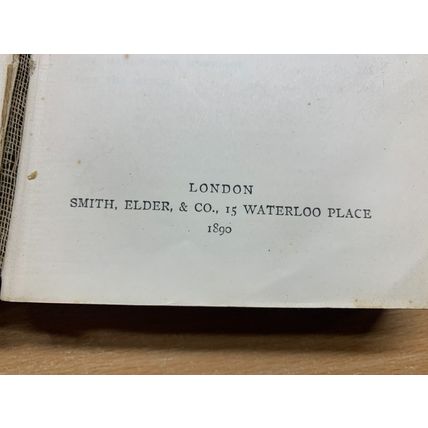 LONDON
SMITH, ELDER, & CO., 15 WATERLOO PLACE
1890